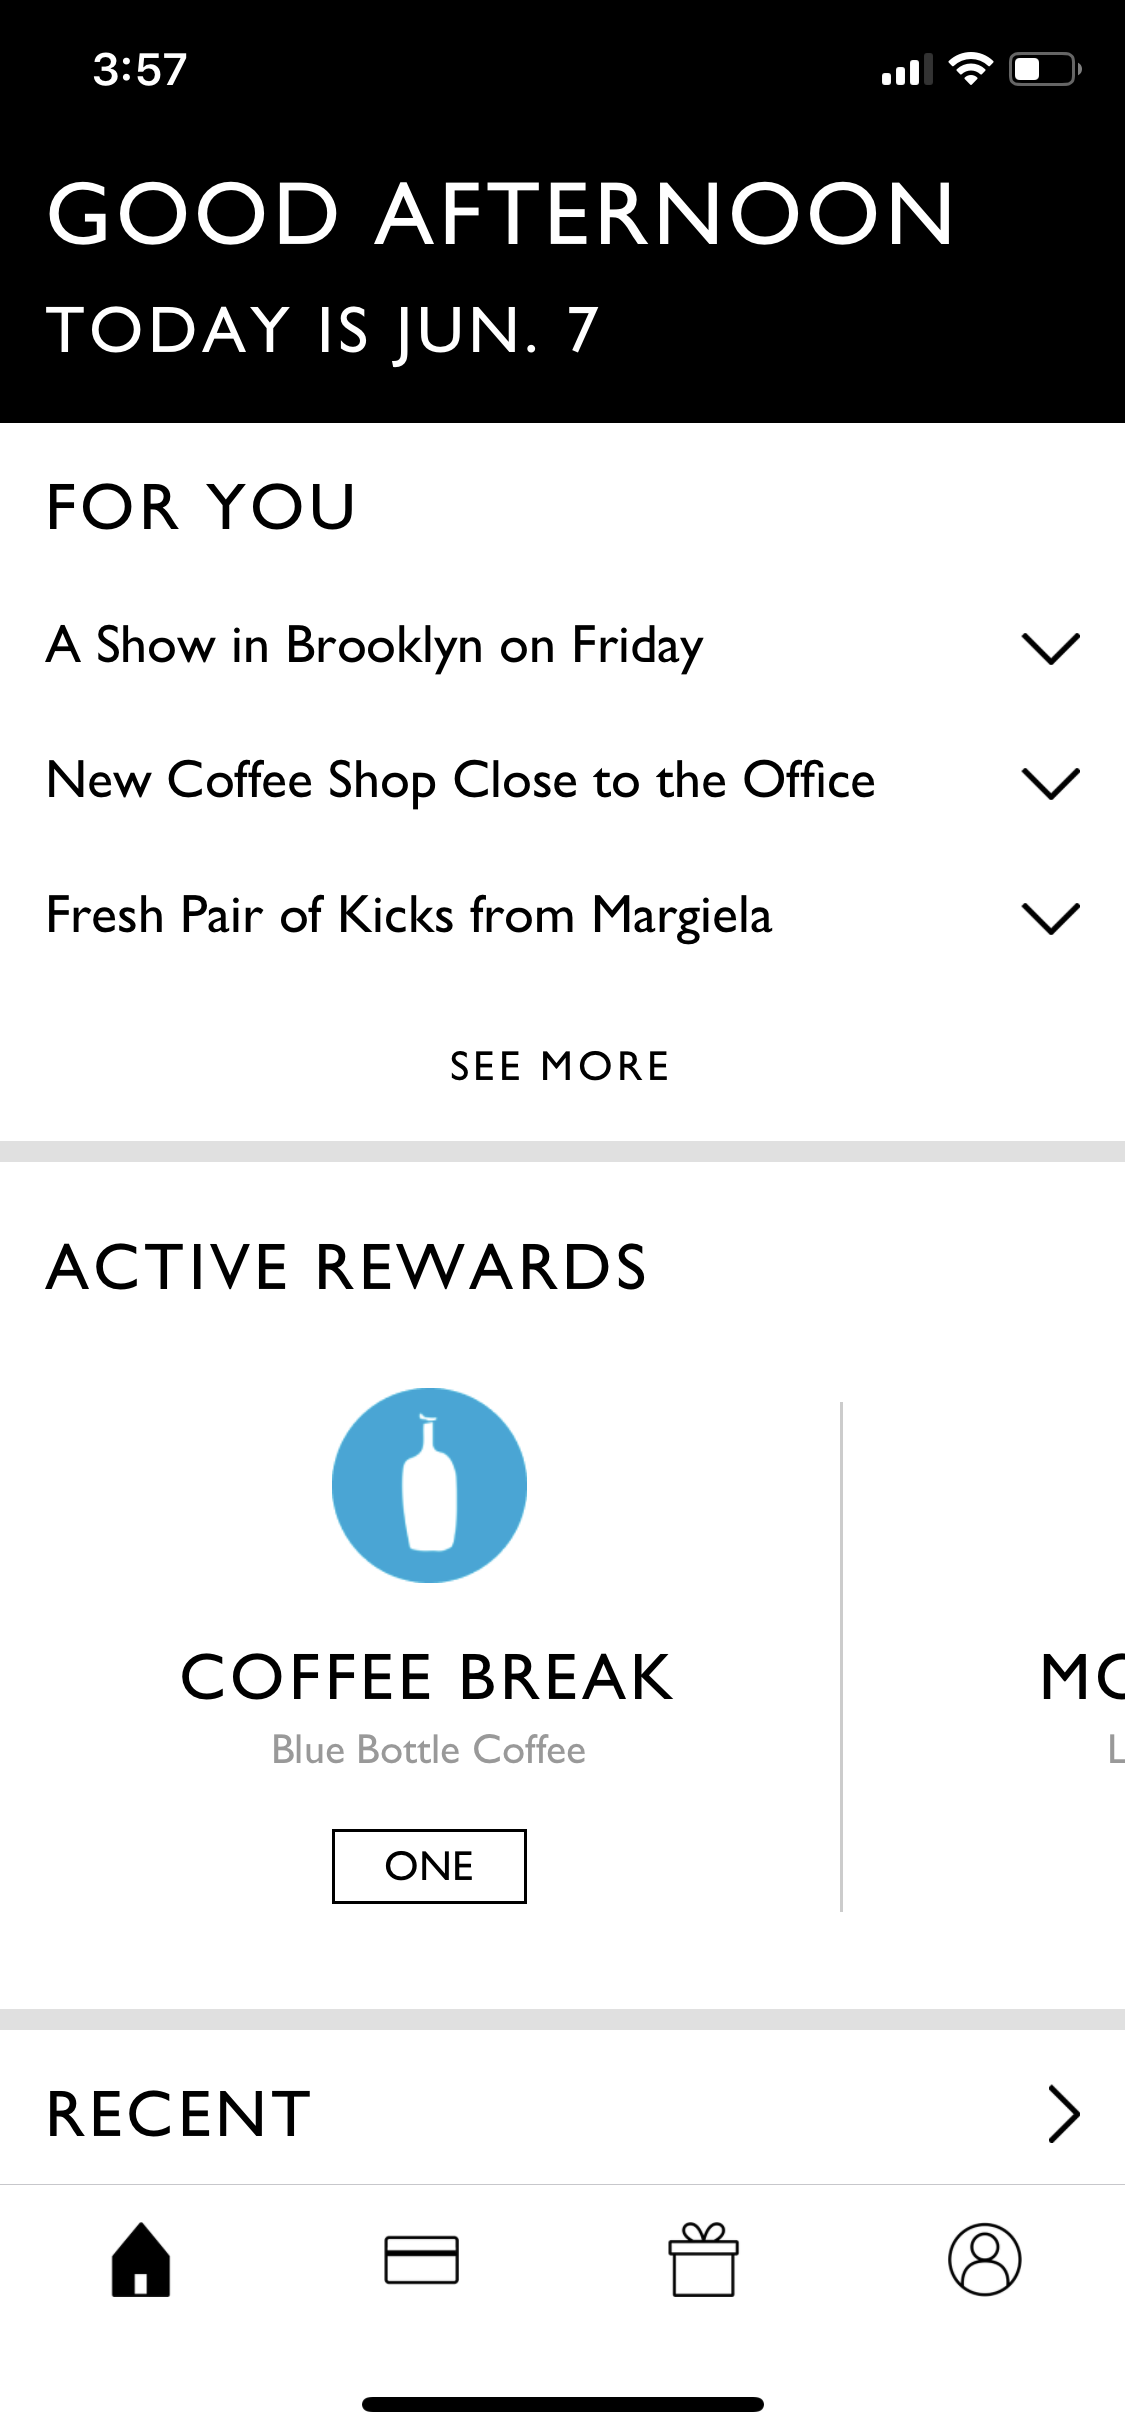 3:57
GOOD AFTERNOON
TODAY IS JUN. 7
FOR YOU
A Show in Brooklyn on Friday
New Coffee Shop Close to the Office
Fresh Pair of Kicks from Margiela
SEE MORE
ACTIVE REWARDS
COFFEE BREAK
Blue Bottle Coffee
ONE
RECENT